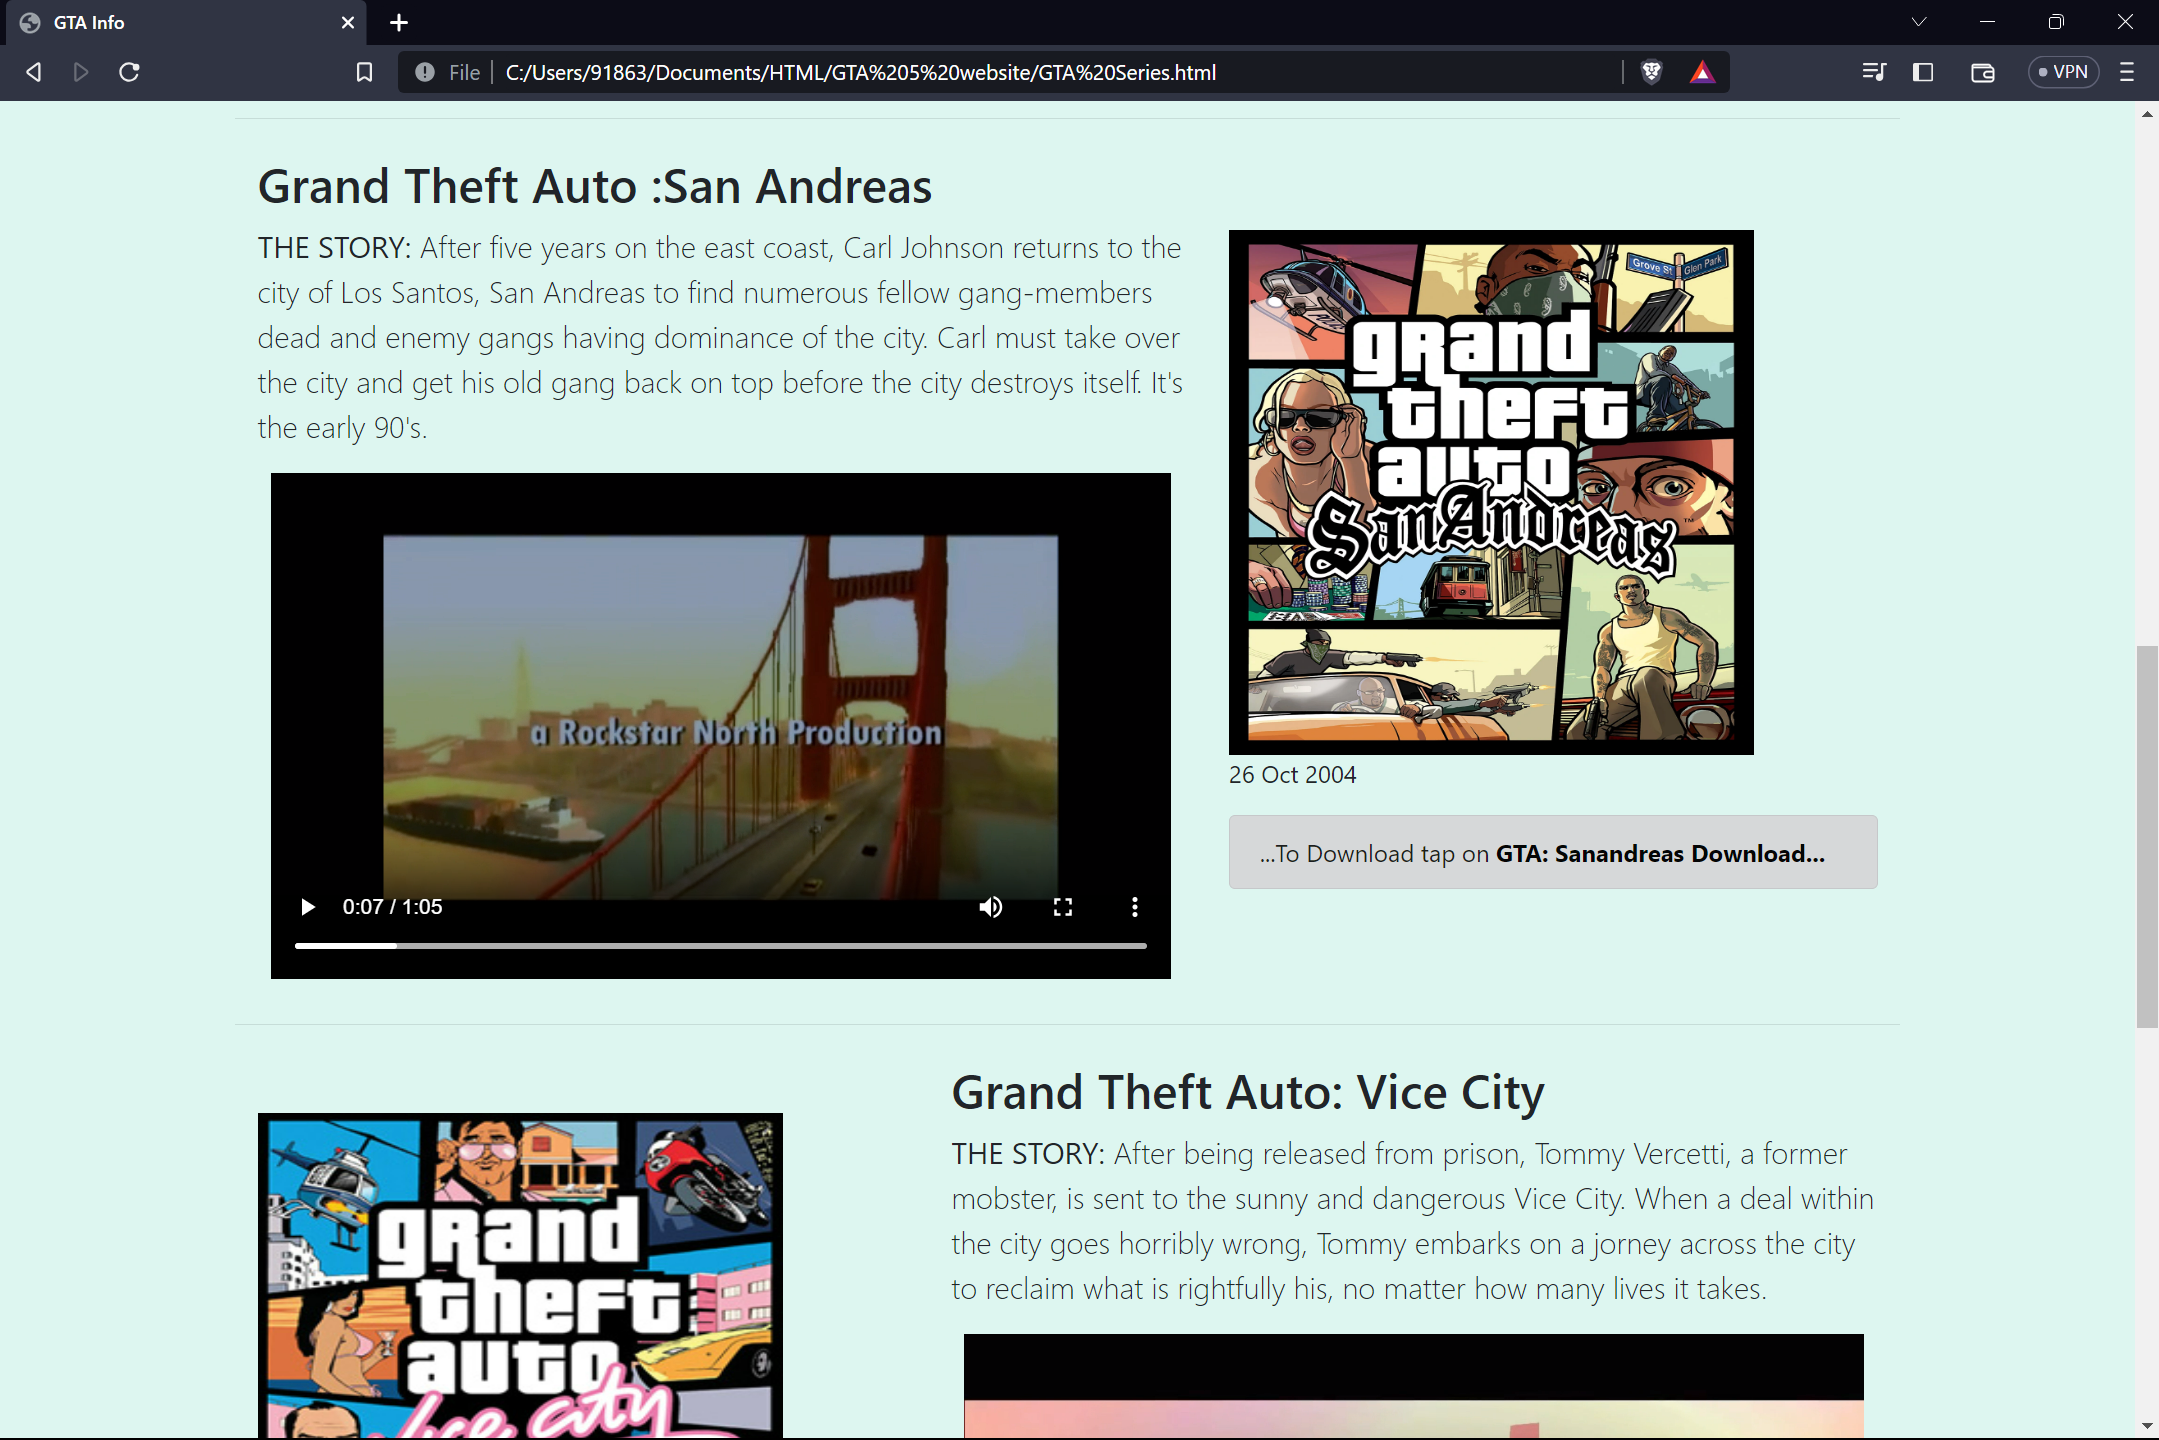 GTA Info
File
C:/Users/91863/Documents/HTML/GTA%205%20website/GTA%20Series.html
VPN
Grand Theft Auto :San Andreas
THE STORY: After five years on the east coast, Carl Johnson returns to the
city of Los Santos, San Andreas to find numerous fellow gang-members
dead and enemy gangs having dominance of the city. Carl must take over
the city and get his old gang back on top before the city destroys itself. It's
the early 90's.
a Rockstar North Production
0:07 / 1:05
Grove St
Glen Park
grand
theft
auto
San Andreas
TM
26 Oct 2004
...To Download tap on GTA: Sanandreas Download...
Grand Theft Auto: Vice City
THE STORY: After being released from prison, Tommy Vercetti, a former
mobster, is sent to the sunny and dangerous Vice City. When a deal within
the city goes horribly wrong, Tommy embarks on a jorney across the city
to reclaim what is rightfully his, no matter how many lives it takes.
grand
theft
auto
Vice City